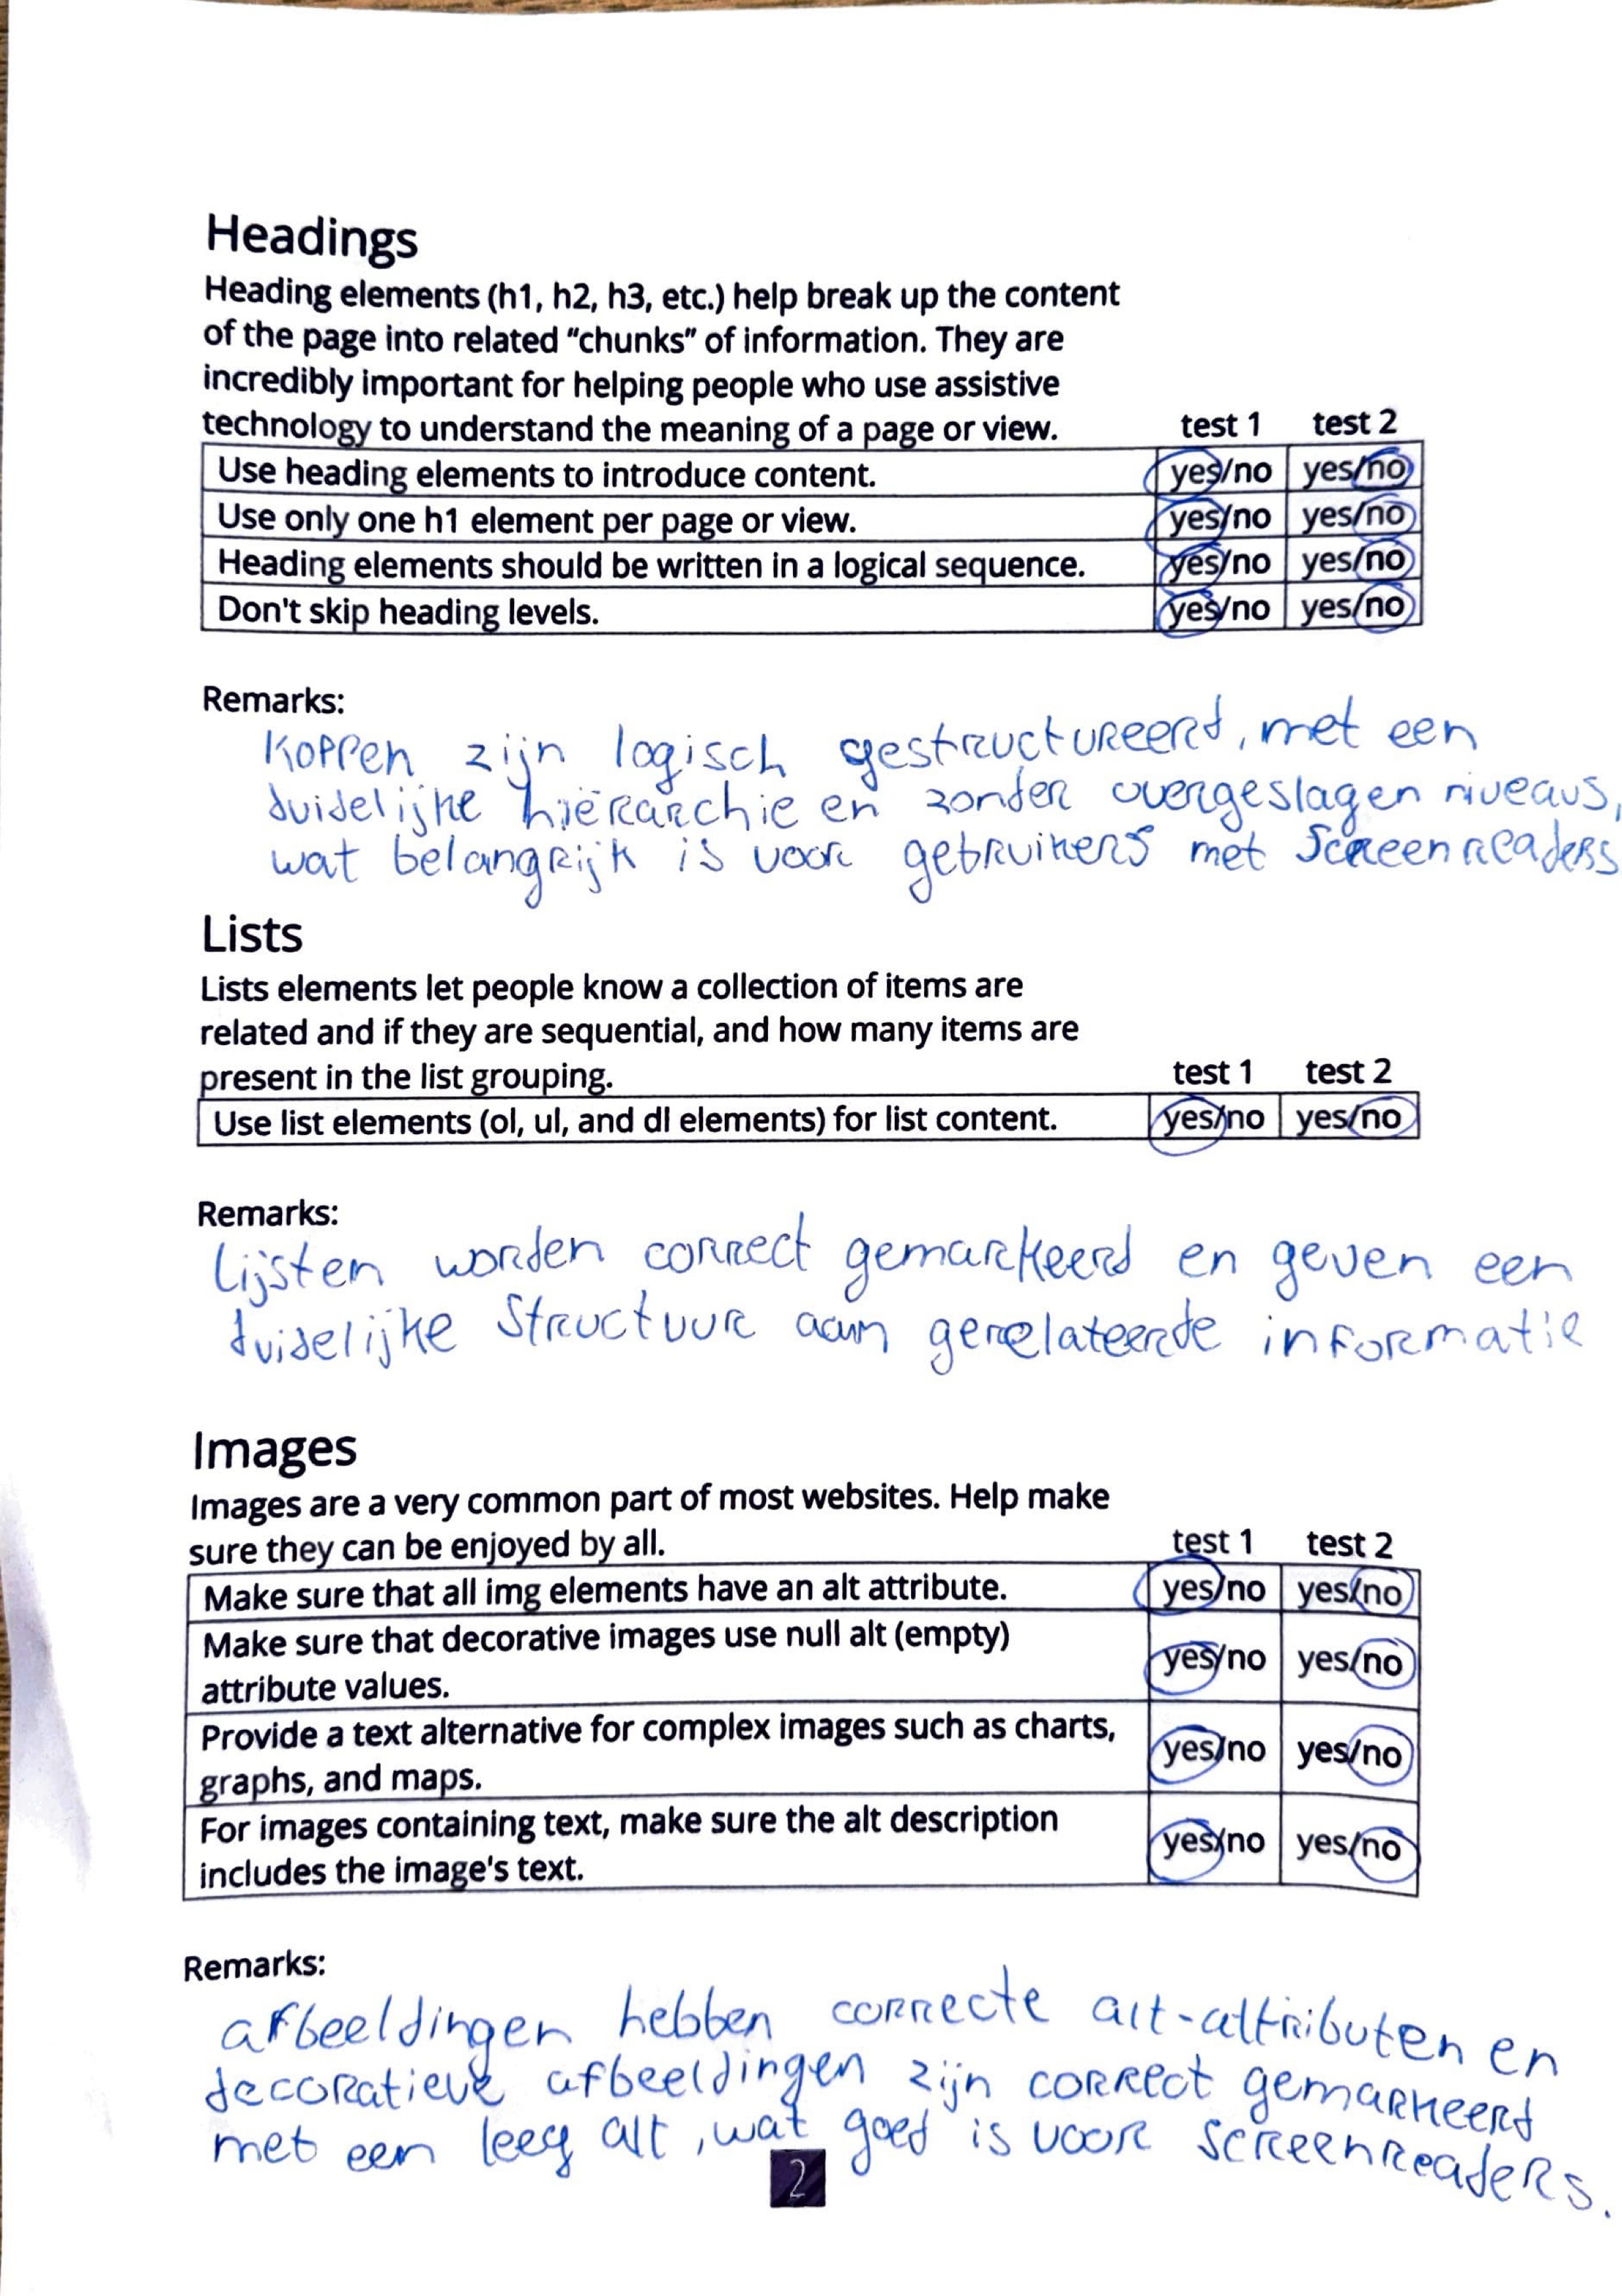 Headings
Heading elements (h1, h2, h3, etc.) help break up the content
of the page into related “chunks” of information. They are
incredibly important for helping people who use assistive
technology to understand the meaning of a page or view. test 1 test 2
Use heading elements to introduce content. yes/no yes/no
Use only one h1 element per page or view. yes/no yes/no
Heading elements should be written in a logical sequence. yes/no yes/no
Don't skip heading levels. yes/no yes/no
Remarks:
Koppen zijn logisch gestructureerd, met een
duidelijke hiërarchie en zonder overgeslagen niveaus,
wat belangrijk is voor gebruikers met Screenreaders
Lists
Lists elements let people know a collection of items are
related and if they are sequential, and how many items are
present in the list grouping. test 1 test 2
Use list elements (ol, ul, and dl elements) for list content. yes/no yes/no
Remarks:
Lijsten worden correct gemarkeerd en geven een
duidelijke Structuur aan gerelateerde informatie
Images
Images are a very common part of most websites. Help make
sure they can be enjoyed by all. test 1 test 2
Make sure that all img elements have an alt attribute. yes/no yes/no
Make sure that decorative images use null alt (empty)
attribute values. yes/no yes/no
Provide a text alternative for complex images such as charts,
graphs, and maps. yes/no yes/no
For images containing text, make sure the alt description
includes the image's text. yes/no yes/no
Remarks:
afbeeldingen hebben correcte alt-attributen en
decoratieve afbeeldingen zijn correct gemarkeerd
met een leeg alt, wat goed is voor screenreaders.
2